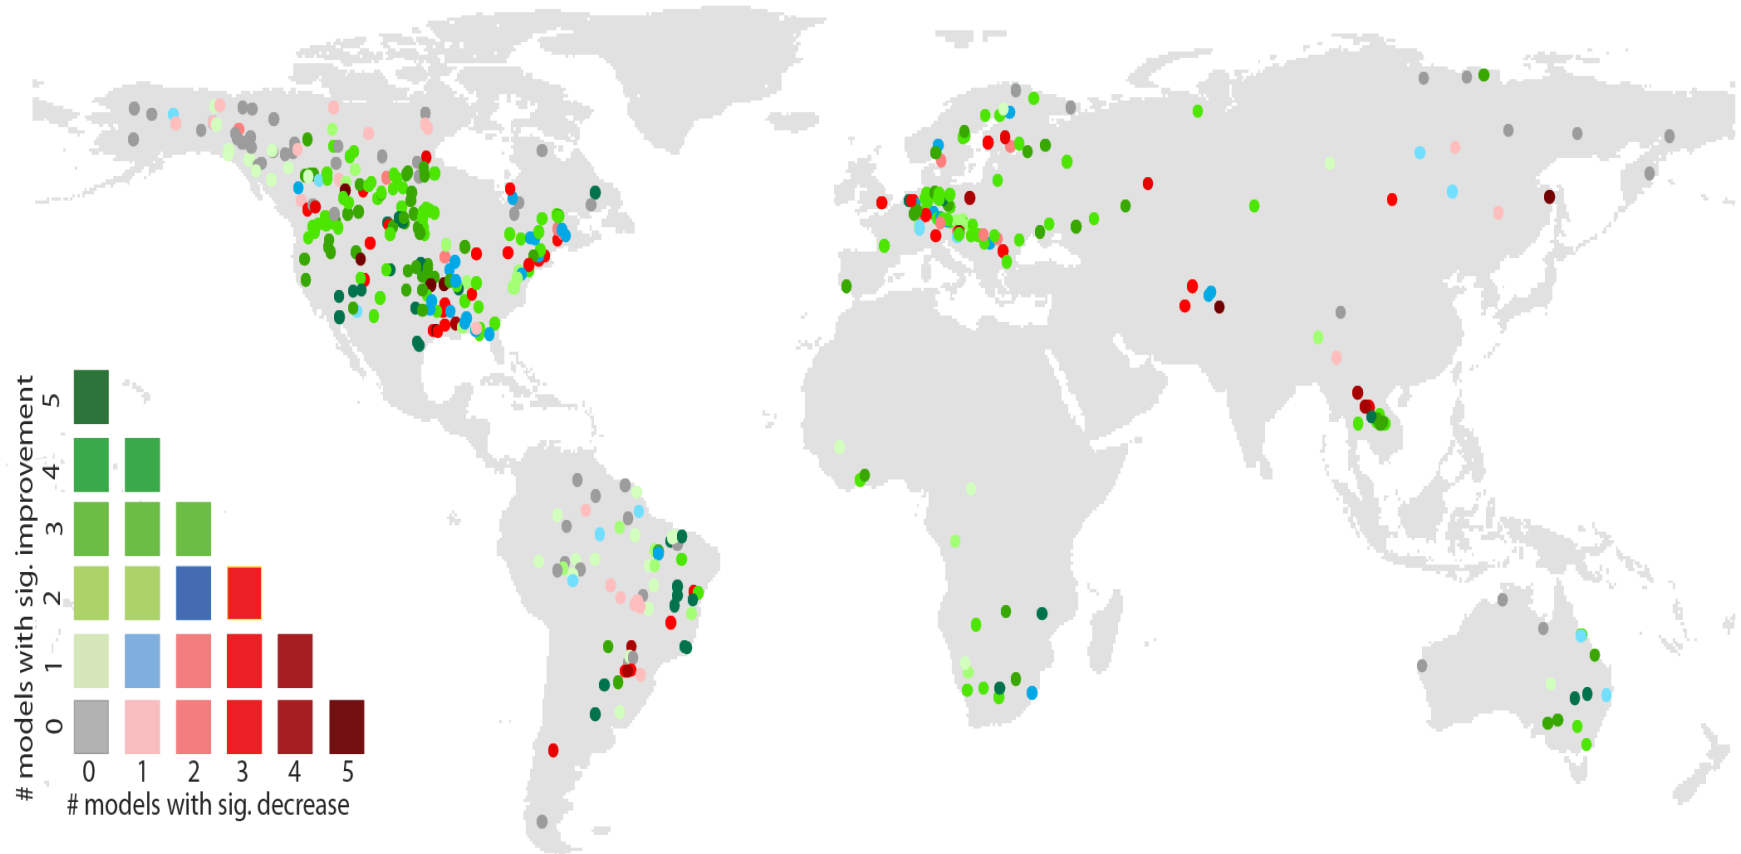 # models with sig. improvement
5
4
3
2
1
0
0 1 2 3 4 5
# models with sig. decrease